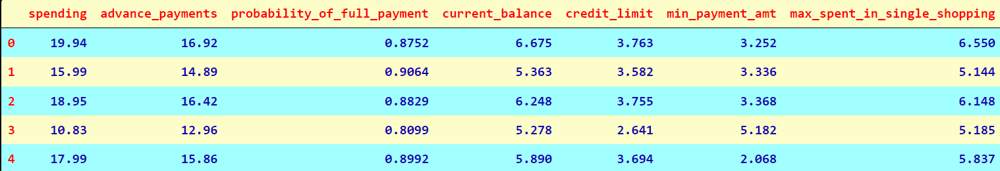 spending advance_payments probability_of_full_payment current_balance credit_limit min_payment_amt max_spent_in_single_shopping
0 19.94 16.92 0.8752 6.675 3.763 3.252 6.550
1 15.99 14.89 0.9064 5.363 3.582 3.336 5.144
2 18.95 16.42 0.8829 6.248 3.755 3.368 6.148
3 10.83 12.96 0.8099 5.278 2.641 5.182 5.185
4 17.99 15.86 0.8992 5.890 3.694 2.068 5.837